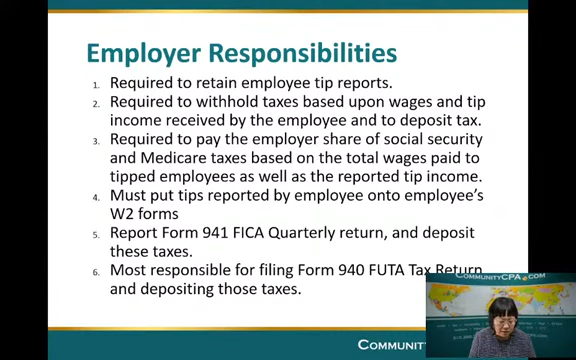 Employer Responsibilities
1. Required to retain employee tip reports.
2. Required to withhold taxes based upon wages and tip
income received by the employee and to deposit tax.
3. Required to pay the employer share of social security
and Medicare taxes based on the total wages paid to
tipped employees as well as the reported tip income.
4. Must put tips reported by employee onto employee's
W2 forms
5. Report Form 941 FICA Quarterly return, and deposit
these taxes.
6. Most responsible for filing Form 940 FUTA Tax Return
and depositing those taxes.
COMMUNITYCPA.COM
COMMUNITY